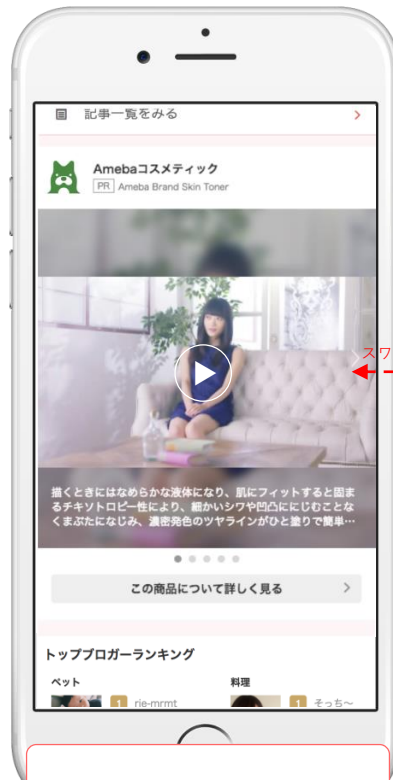 記事一覧をみる
Amebaコスメティック
PR Ameba Brand Skin Toner
スワ
描くときにはなめらかな液体になり、肌にフィットすると固ま
るチキソトロピー性により、細かいシワや凹凸ににじむことな
くまぶたになじみ、濃密発色のツヤラインがひと塗りで簡単…
この商品について詳しく見る
トップブロガーランキング
ペット 料理
1 rie-mrmt 1 そっち〜